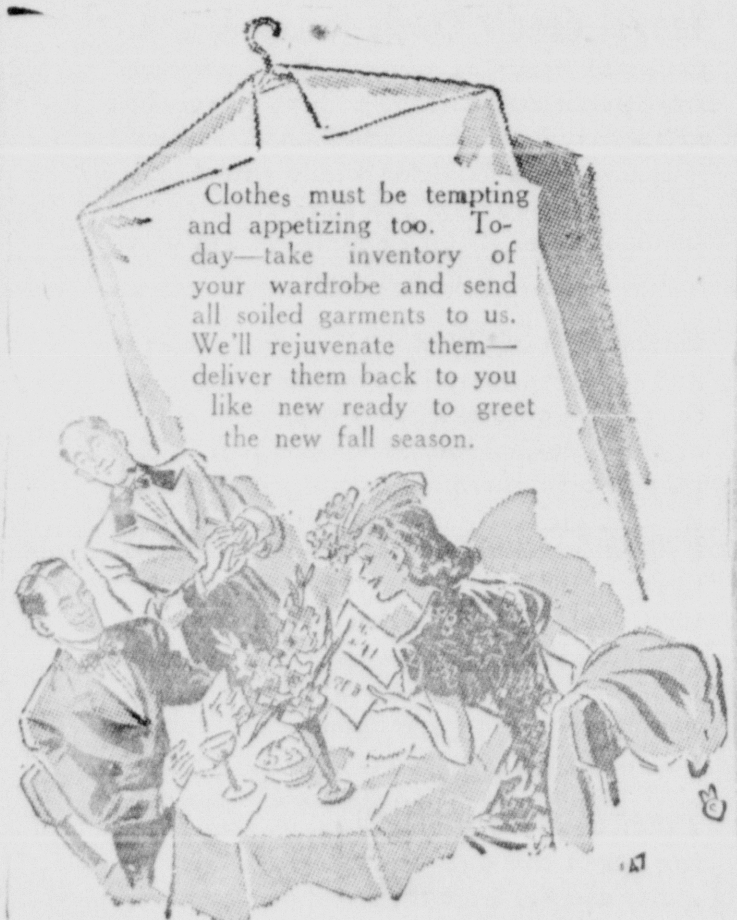 Clothes must be tempting
and appetizing too. To-
day—take inventory of
your wardrobe and send
all soiled garments to us.
We'll rejuvenate them—
deliver them back to you
like new ready to greet
the new fall season.